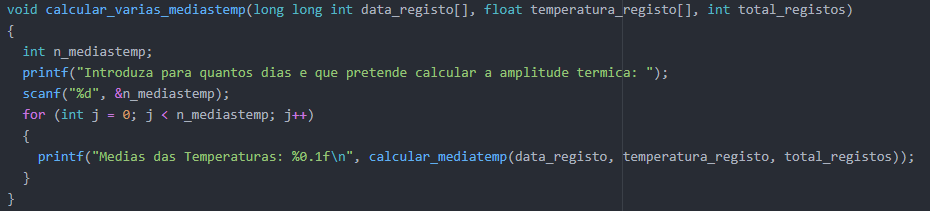 void calcular_varias_mediastemp(long long int data_registo[], float temperatura_registo[], int total_registos)
{
  int n_mediastemp;
  printf("Introduza para quantos dias e que pretende calcular a amplitude termica: ");
  scanf("%d", &n_mediastemp);
  for (int j = 0; j < n_mediastemp; j++)
  {
    printf("Medias das Temperaturas: %0.1f\n", calcular_mediatemp(data_registo, temperatura_registo, total_registos));
  }
}